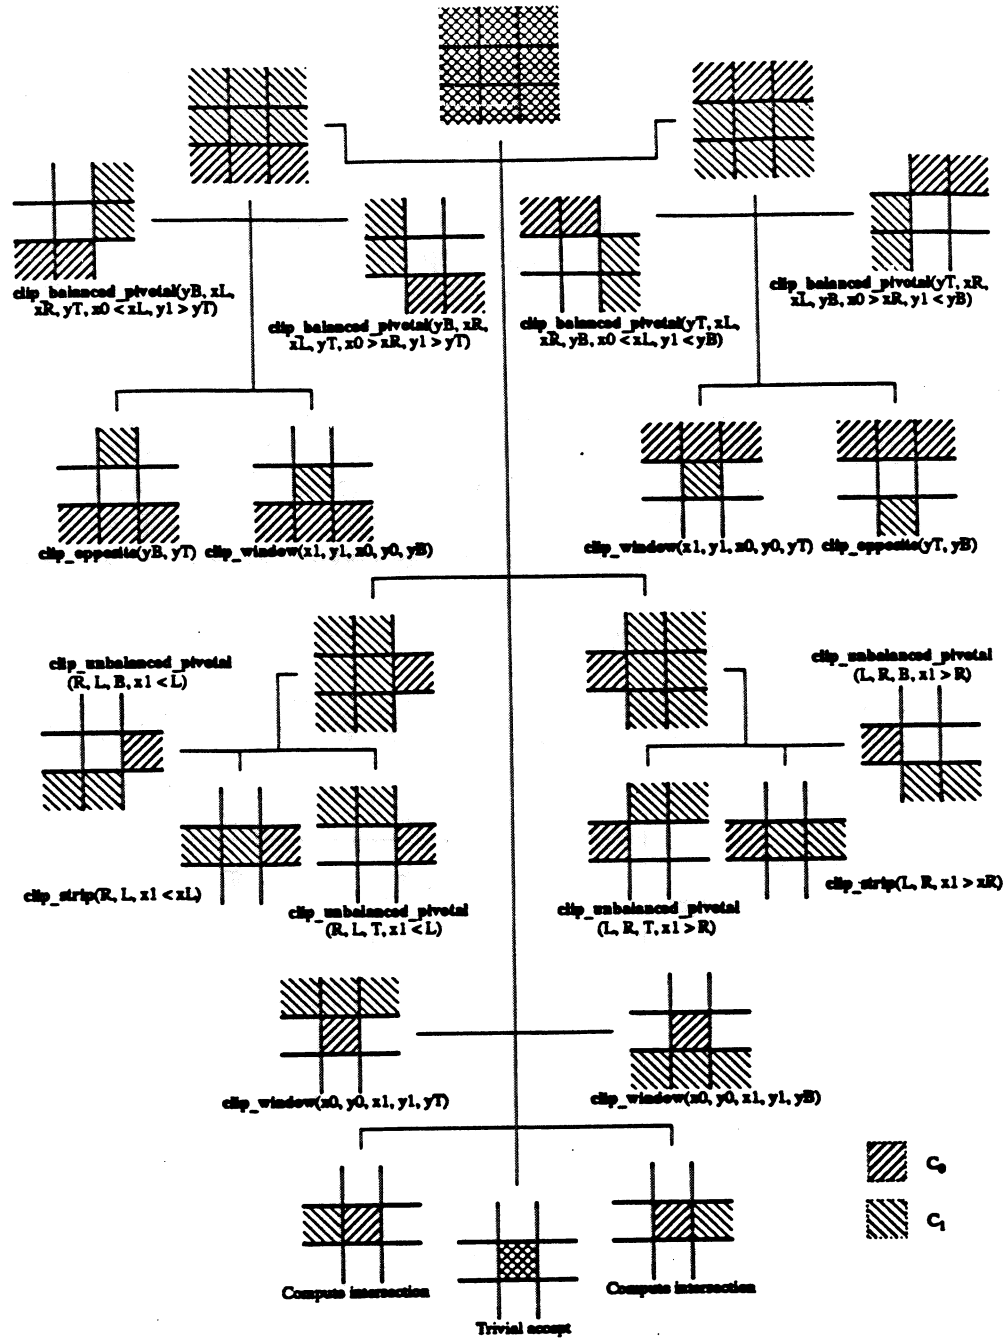 clip_balanced_pivotal(yB, xL,
xR, yT, x0 < xL, y1 > yT)
clip_balanced_pivotal(yB, xR,
xL, yT, x0 > xR, y1 > yT)
clip_balanced_pivotal(yT, xL,
xR, yB, x0 < xL, y1 < yB)
clip_balanced_pivotal(yT, xR,
xL, yB, x0 > xR, y1 < yB)
clip_opposite(yB, yT)
clip_window(x1, y1, x0, y0, yB)
clip_window(x1, y1, x0, y0, yT)
clip_opposite(yT, yB)
clip_unbalanced_pivotal
(R, L, B, x1 < L)
clip_unbalanced_pivotal
(L, R, B, x1 > R)
clip_strip(R, L, x1 < xL)
clip_unbalanced_pivotal
(R, L, T, x1 < L)
clip_unbalanced_pivotal
(L, R, T, x1 > R)
clip_strip(L, R, x1 > xR)
clip_window(x0, y0, x1, y1, yT)
clip_window(x0, y0, x1, y1, yB)
C0
C1
Compute intersection
Trivial accept
Compute intersection